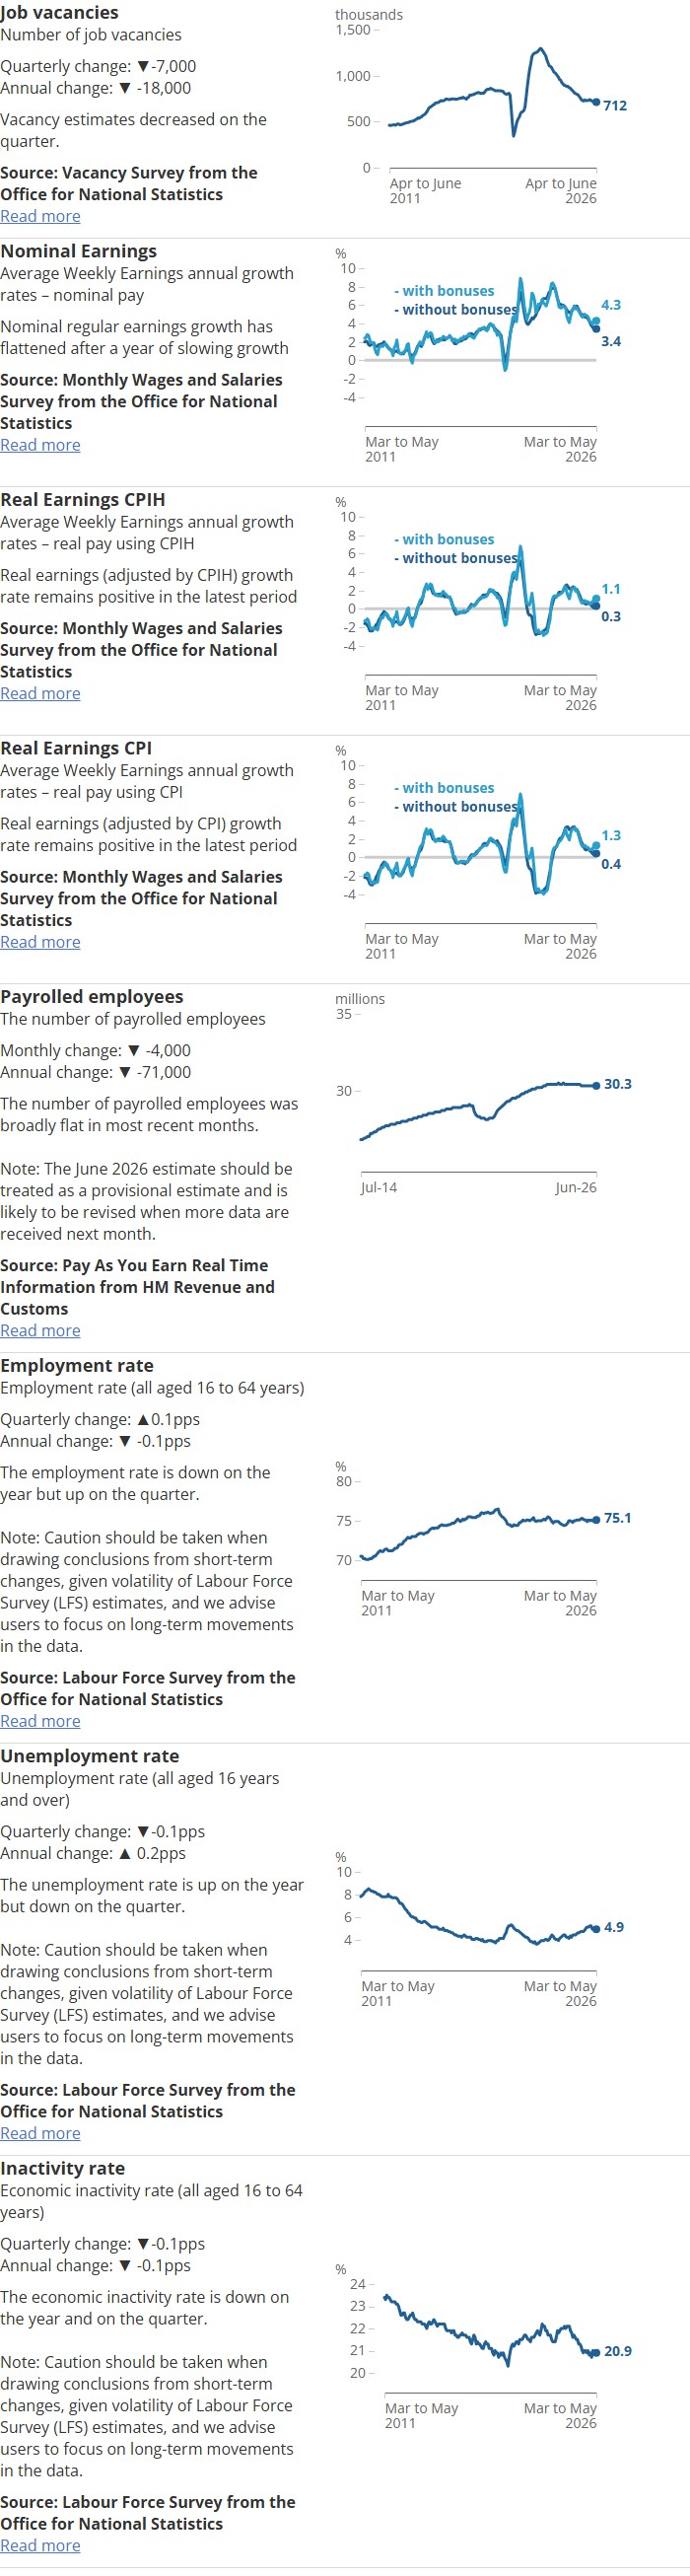 Job vacancies
Number of job vacancies
Quarterly change: ▼-7,000
Annual change: ▼ -18,000
Vacancy estimates decreased on the
quarter.
Source: Vacancy Survey from the
Office for National Statistics
Read more
thousands
1,500
1,000
500
0
712
Apr to June
2011
Apr to June
2026
Nominal Earnings
Average Weekly Earnings annual growth
rates – nominal pay
Nominal regular earnings growth has
flattened after a year of slowing growth
Source: Monthly Wages and Salaries
Survey from the Office for National
Statistics
Read more
%
10
8
6
4
2
0
-2
-4
- with bonuses
- without bonuses
4.3
3.4
Mar to May
2011
Mar to May
2026
Real Earnings CPIH
Average Weekly Earnings annual growth
rates – real pay using CPIH
Real earnings (adjusted by CPIH) growth
rate remains positive in the latest period
Source: Monthly Wages and Salaries
Survey from the Office for National
Statistics
Read more
%
10
8
6
4
2
0
-2
-4
- with bonuses
- without bonuses
1.1
0.3
Mar to May
2011
Mar to May
2026
Real Earnings CPI
Average Weekly Earnings annual growth
rates – real pay using CPI
Real earnings (adjusted by CPI) growth
rate remains positive in the latest period
Source: Monthly Wages and Salaries
Survey from the Office for National
Statistics
Read more
%
10
8
6
4
2
0
-2
-4
- with bonuses
- without bonuses
1.3
0.4
Mar to May
2011
Mar to May
2026
Payrolled employees
The number of payrolled employees
Monthly change: ▼ -4,000
Annual change: ▼ -71,000
The number of payrolled employees was
broadly flat in most recent months.
Note: The June 2026 estimate should be
treated as a provisional estimate and is
likely to be revised when more data are
received next month.
Source: Pay As You Earn Real Time
Information from HM Revenue and
Customs
Read more
millions
35
30
30.3
Jul-14
Jun-26
Employment rate
Employment rate (all aged 16 to 64 years)
Quarterly change: ▲0.1pps
Annual change: ▼ -0.1pps
The employment rate is down on the
year but up on the quarter.
Note: Caution should be taken when
drawing conclusions from short-term
changes, given volatility of Labour Force
Survey (LFS) estimates, and we advise
users to focus on long-term movements
in the data.
Source: Labour Force Survey from the
Office for National Statistics
Read more
%
80
75
70
75.1
Mar to May
2011
Mar to May
2026
Unemployment rate
Unemployment rate (all aged 16 years
and over)
Quarterly change: ▼-0.1pps
Annual change: ▲ 0.2pps
The unemployment rate is up on the year
but down on the quarter.
Note: Caution should be taken when
drawing conclusions from short-term
changes, given volatility of Labour Force
Survey (LFS) estimates, and we advise
users to focus on long-term movements
in the data.
Source: Labour Force Survey from the
Office for National Statistics
Read more
%
10
8
6
4
4.9
Mar to May
2011
Mar to May
2026
Inactivity rate
Economic inactivity rate (all aged 16 to 64
years)
Quarterly change: ▼-0.1pps
Annual change: ▼ -0.1pps
The economic inactivity rate is down on
the year and on the quarter.
Note: Caution should be taken when
drawing conclusions from short-term
changes, given volatility of Labour Force
Survey (LFS) estimates, and we advise
users to focus on long-term movements
in the data.
Source: Labour Force Survey from the
Office for National Statistics
Read more
%
24
23
22
21
20
20.9
Mar to May
2011
Mar to May
2026